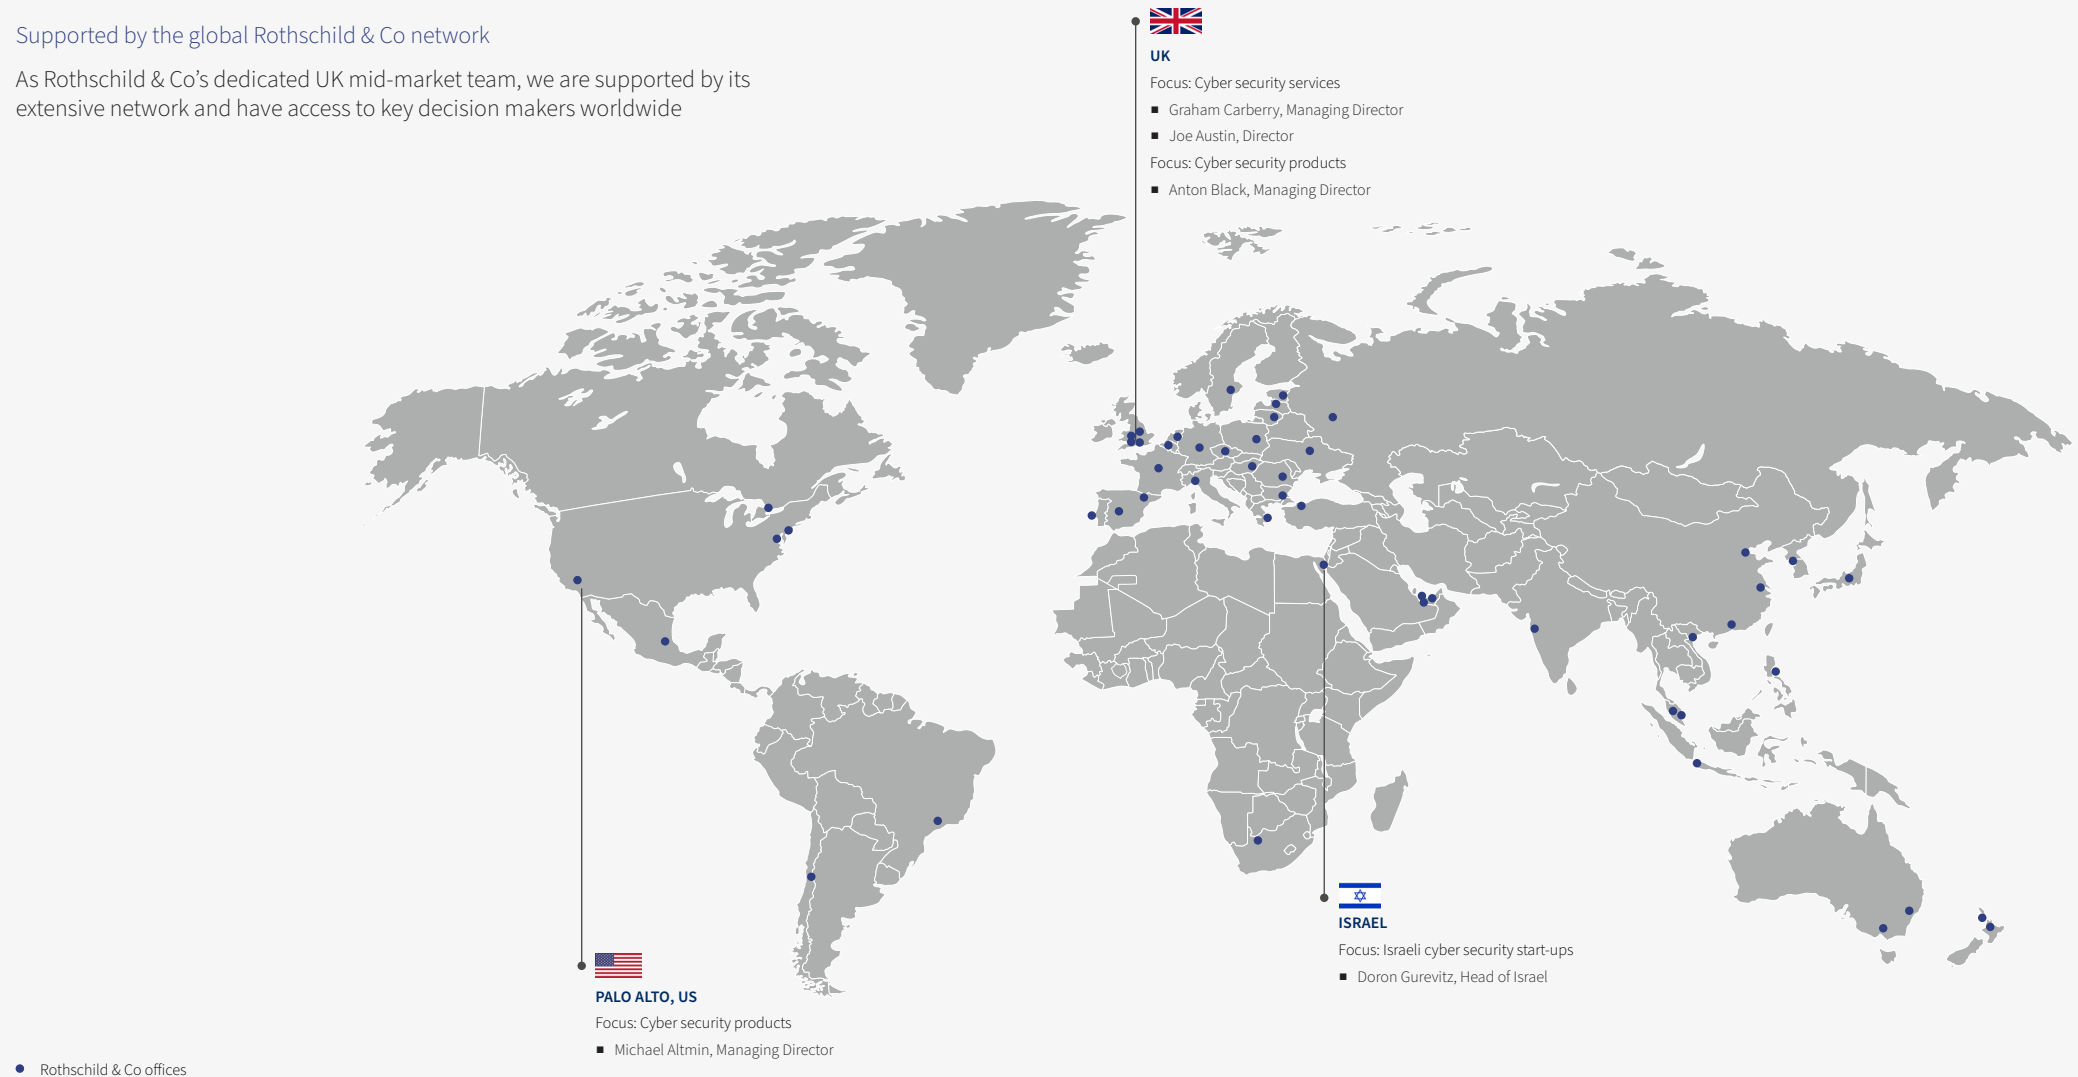 Supported by the global Rothschild & Co network
As Rothschild & Co’s dedicated UK mid-market team, we are supported by its
extensive network and have access to key decision makers worldwide
UK
Focus: Cyber security services
■ Graham Carberry, Managing Director
■ Joe Austin, Director
Focus: Cyber security products
■ Anton Black, Managing Director
ISRAEL
Focus: Israeli cyber security start-ups
■ Doron Gurevitz, Head of Israel
PALO ALTO, US
Focus: Cyber security products
■ Michael Altmin, Managing Director
● Rothschild & Co offices